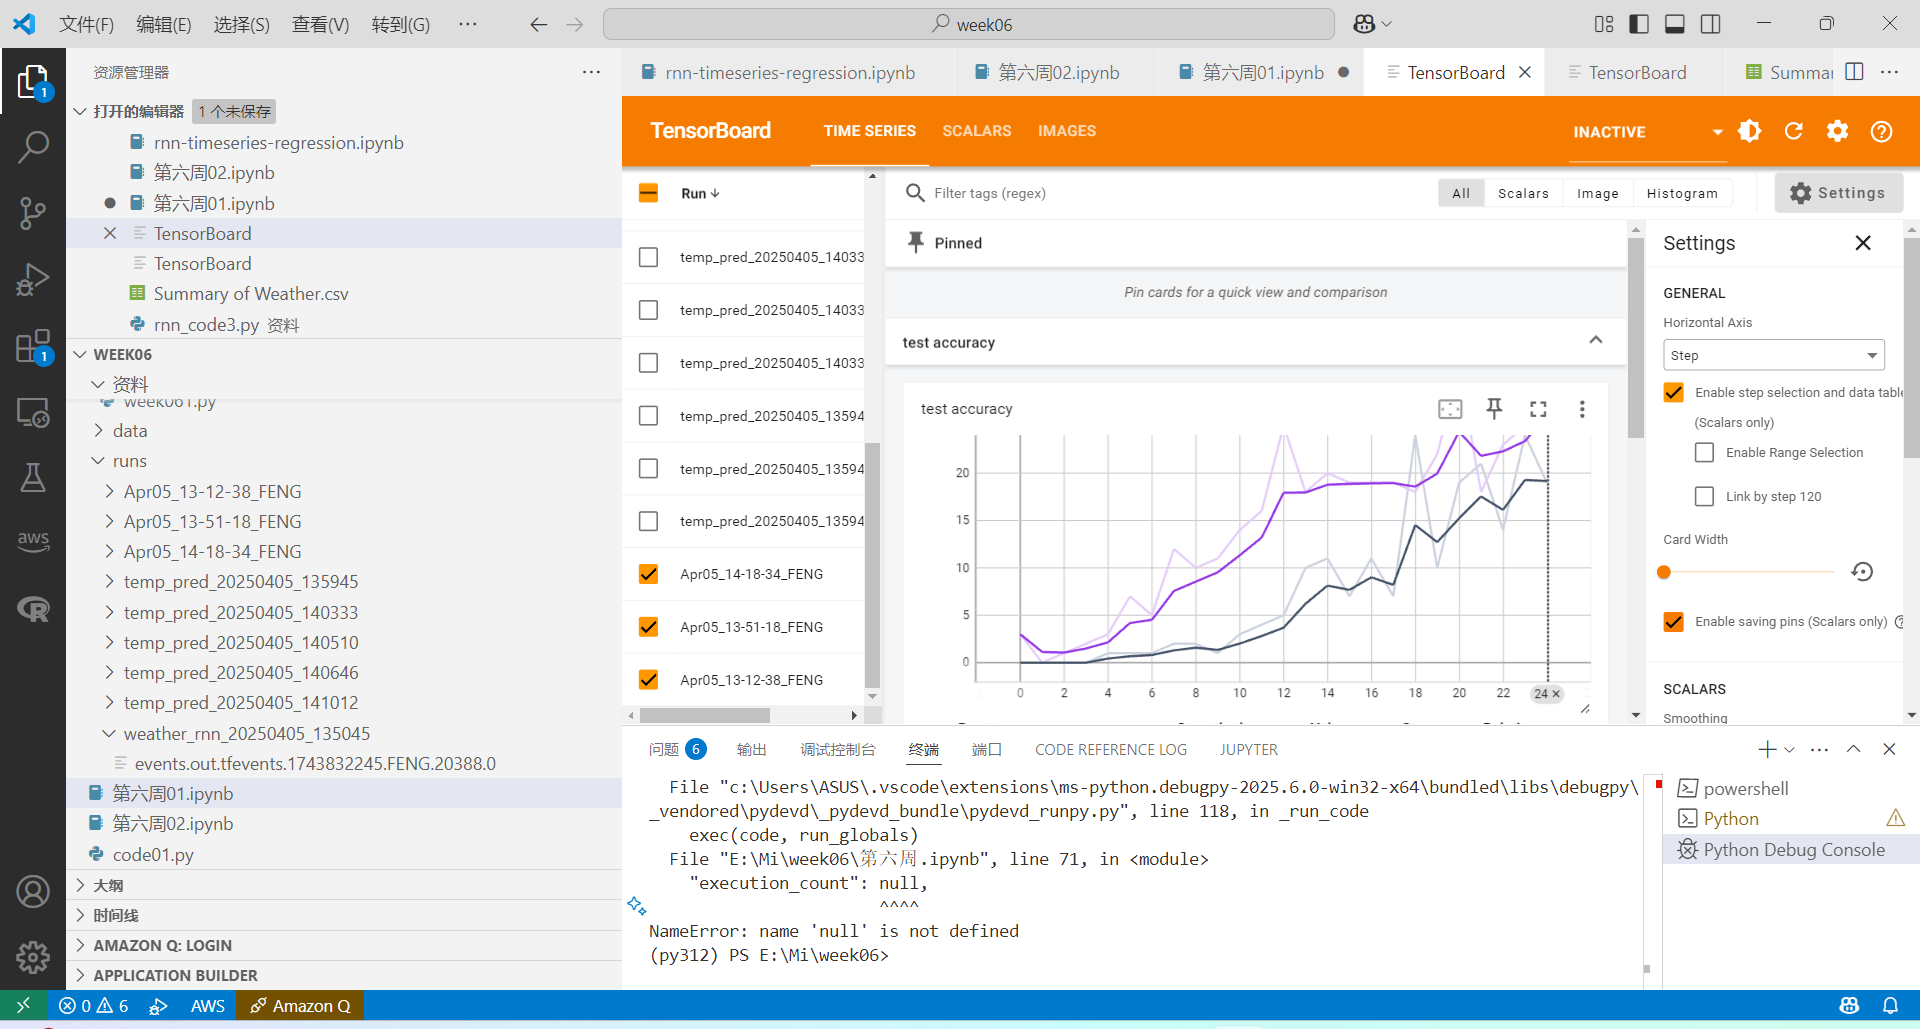 文件(F) 编辑(E) 选择(S) 查看(V) 转到(G) ··· week06
资源管理器 ···
打开的编辑器 1 个未保存
rnn-timeseries-regression.ipynb
第六周02.ipynb
第六周01.ipynb
TensorBoard
TensorBoard
Summary of Weather.csv
rnn_code3.py 资料
WEEK06
资料
week061.py
data
runs
Apr05_13-12-38_FENG
Apr05_13-51-18_FENG
Apr05_14-18-34_FENG
temp_pred_20250405_135945
temp_pred_20250405_140333
temp_pred_20250405_140510
temp_pred_20250405_140646
temp_pred_20250405_141012
weather_rnn_20250405_135045
events.out.tfevents.1743832245.FENG.20388.0
第六周01.ipynb
第六周02.ipynb
code01.py
大纲
时间线
AMAZON Q: LOGIN
APPLICATION BUILDER
1
1
aws
rnn-timeseries-regression.ipynb 第六周02.ipynb 第六周01.ipynb TensorBoard TensorBoard Summar ···
TensorBoard TIME SERIES SCALARS IMAGES INACTIVE
Run
temp_pred_20250405_14033
temp_pred_20250405_14033
temp_pred_20250405_14033
temp_pred_20250405_13594
temp_pred_20250405_13594
temp_pred_20250405_13594
Apr05_14-18-34_FENG
Apr05_13-51-18_FENG
Apr05_13-12-38_FENG
Filter tags (regex) All Scalars Image Histogram Settings
Pinned
Pin cards for a quick view and comparison
test accuracy
test accuracy
20
15
10
5
0
0 2 4 6 8 10 12 14 16 18 20 22 24 ×
Settings
GENERAL
Horizontal Axis
Step
Enable step selection and data table
(Scalars only)
Enable Range Selection
Link by step 120
Card Width
Enable saving pins (Scalars only)
SCALARS
Smoothing
问题 6 输出 调试控制台 终端 端口 CODE REFERENCE LOG JUPYTER
File "c:\Users\ASUS\.vscode\extensions\ms-python.debugpy-2025.6.0-win32-x64\bundled\libs\debugpy\
_vendored\pydevd\_pydevd_bundle\pydevd_runpy.py", line 118, in _run_code
exec(code, run_globals)
File "E:\Mi\week06\第六周.ipynb", line 71, in <module>
"execution_count": null,
^^^^
NameError: name 'null' is not defined
(py312) PS E:\Mi\week06>
powershell
Python
Python Debug Console
0 6 AWS Amazon Q